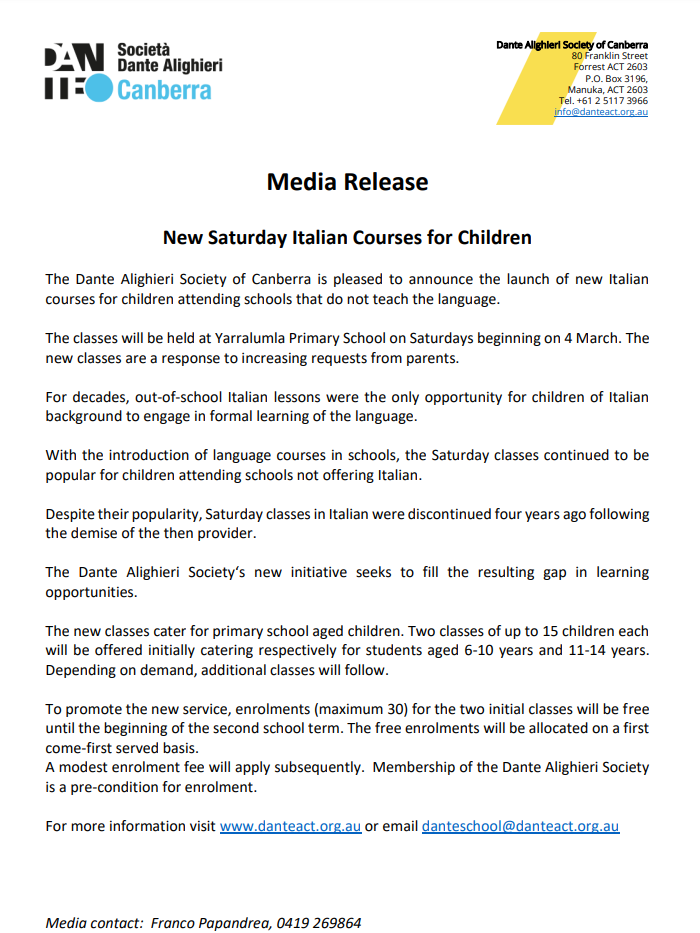 DAN
TE
Società
Dante Alighieri
Canberra
Dante Alighieri Society of Canberra
80 Franklin Street
Forrest ACT 2603
P.O. Box 3196,
Manuka, ACT 2603
Tel. +61 2 5117 3966
info@danteact.org.au
Media Release
New Saturday Italian Courses for Children
The Dante Alighieri Society of Canberra is pleased to announce the launch of new Italian
courses for children attending schools that do not teach the language.
The classes will be held at Yarralumla Primary School on Saturdays beginning on 4 March. The
new classes are a response to increasing requests from parents.
For decades, out-of-school Italian lessons were the only opportunity for children of Italian
background to engage in formal learning of the language.
With the introduction of language courses in schools, the Saturday classes continued to be
popular for children attending schools not offering Italian.
Despite their popularity, Saturday classes in Italian were discontinued four years ago following
the demise of the then provider.
The Dante Alighieri Society‘s new initiative seeks to fill the resulting gap in learning
opportunities.
The new classes cater for primary school aged children. Two classes of up to 15 children each
will be offered initially catering respectively for students aged 6-10 years and 11-14 years.
Depending on demand, additional classes will follow.
To promote the new service, enrolments (maximum 30) for the two initial classes will be free
until the beginning of the second school term. The free enrolments will be allocated on a first
come-first served basis.
A modest enrolment fee will apply subsequently.  Membership of the Dante Alighieri Society
is a pre-condition for enrolment.
For more information visit www.danteact.org.au or email danteschool@danteact.org.au
Media contact:  Franco Papandrea, 0419 269864